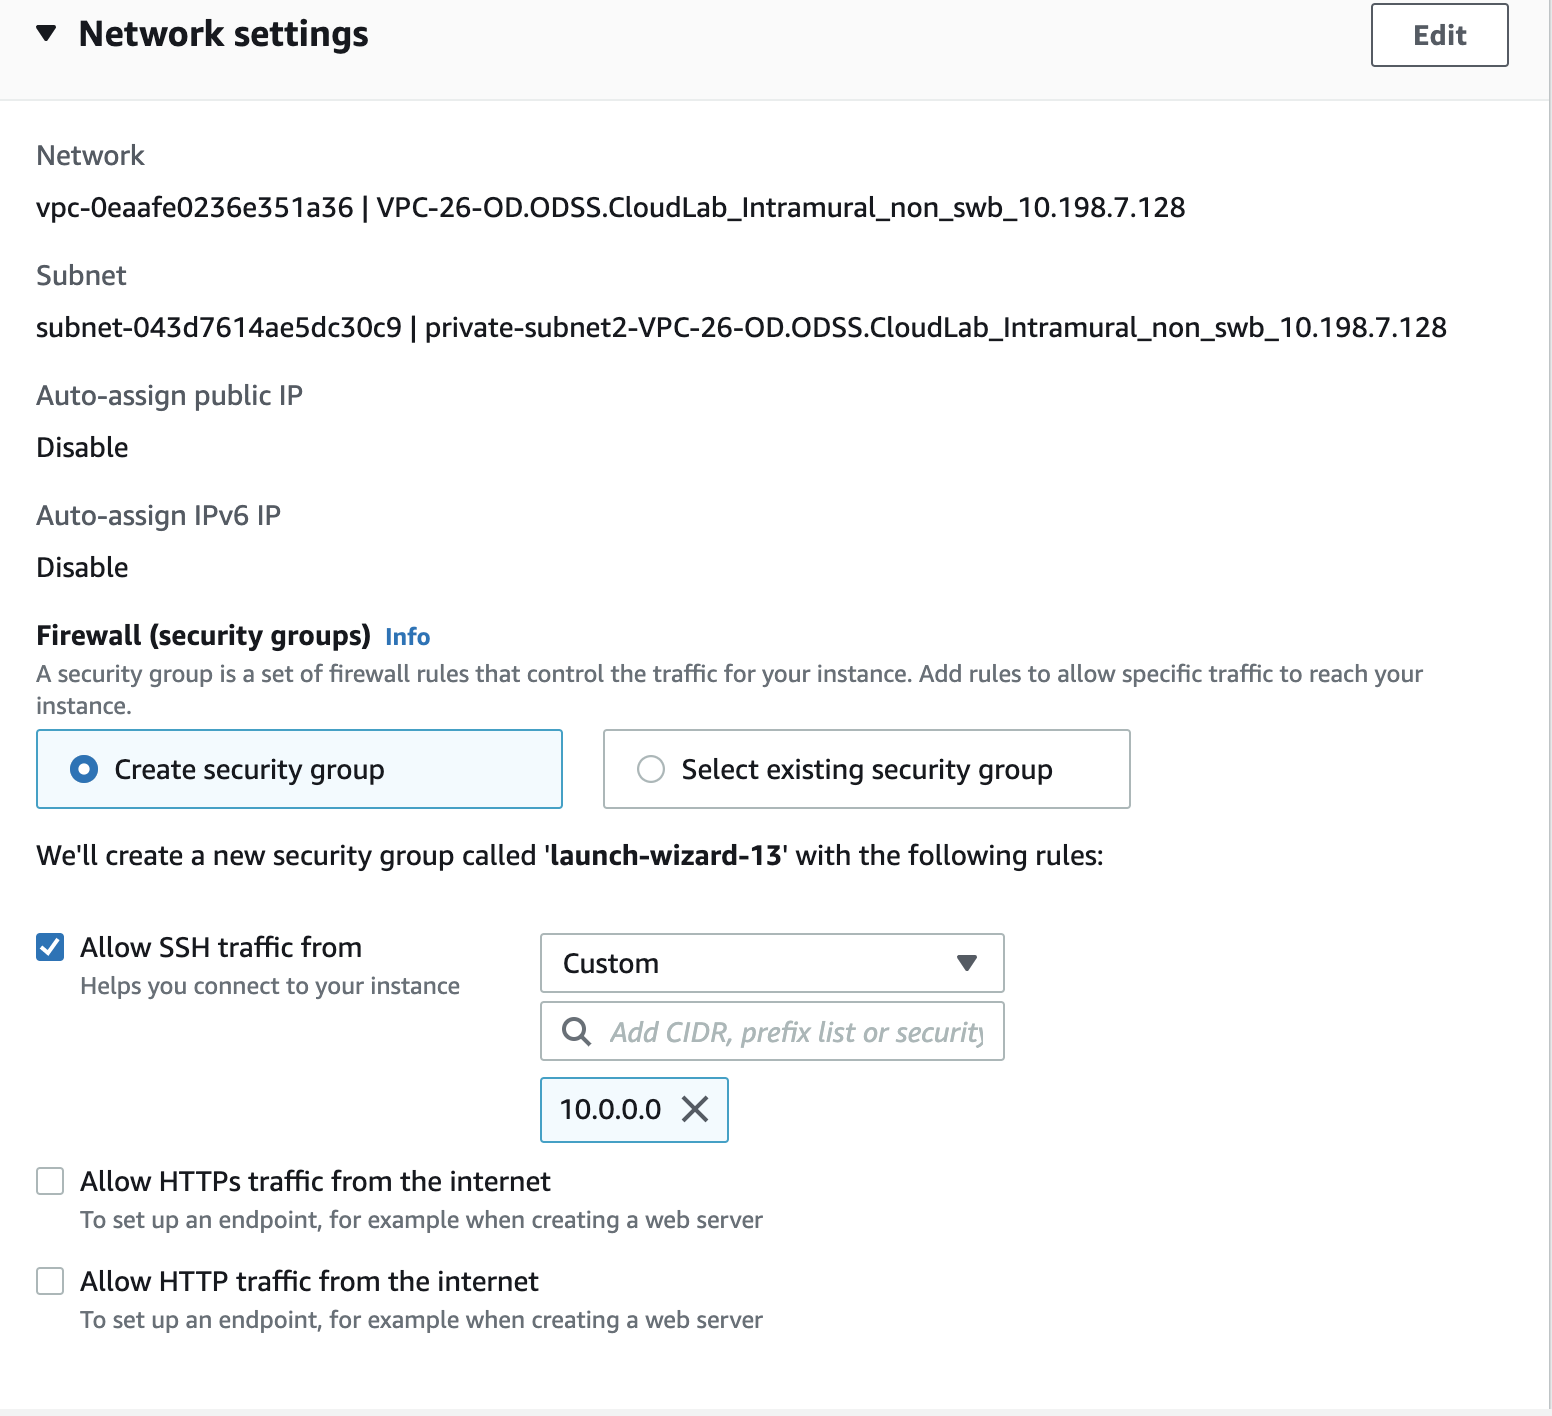 Network settings
Edit
Network
vpc-0eaafe0236e351a36 | VPC-26-OD.ODSS.CloudLab_Intramural_non_swb_10.198.7.128
Subnet
subnet-043d7614ae5dc30c9 | private-subnet2-VPC-26-OD.ODSS.CloudLab_Intramural_non_swb_10.198.7.128
Auto-assign public IP
Disable
Auto-assign IPv6 IP
Disable
Firewall (security groups) Info
A security group is a set of firewall rules that control the traffic for your instance. Add rules to allow specific traffic to reach your
instance.
Create security group
Select existing security group
We'll create a new security group called 'launch-wizard-13' with the following rules:
Allow SSH traffic from
Helps you connect to your instance
Custom
Add CIDR, prefix list or security
10.0.0.0
Allow HTTPs traffic from the internet
To set up an endpoint, for example when creating a web server
Allow HTTP traffic from the internet
To set up an endpoint, for example when creating a web server